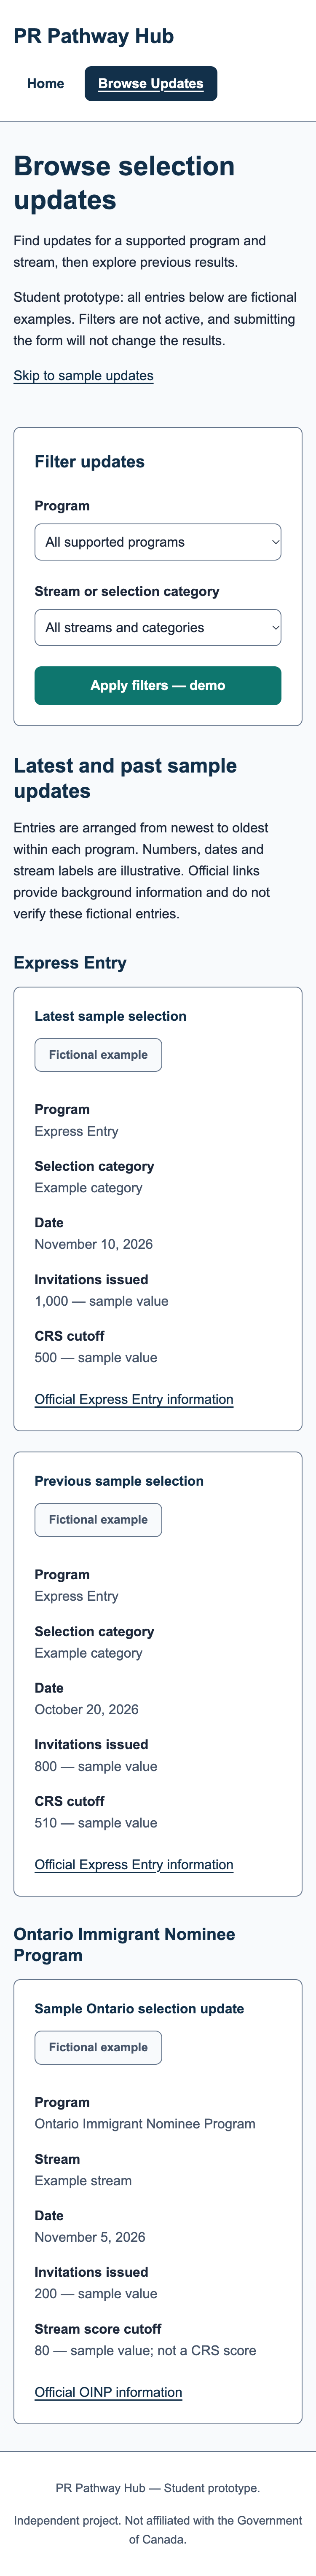 PR Pathway Hub
Home
Browse Updates
Browse selection
updates
Find updates for a supported program and
stream, then explore previous results.
Student prototype: all entries below are fictional
examples. Filters are not active, and submitting
the form will not change the results.
Skip to sample updates
Filter updates
Program
All supported programs
Stream or selection category
All streams and categories
Apply filters — demo
Latest and past sample
updates
Entries are arranged from newest to oldest
within each program. Numbers, dates and
stream labels are illustrative. Official links
provide background information and do not
verify these fictional entries.
Express Entry
Latest sample selection
Fictional example
Program
Express Entry
Selection category
Example category
Date
November 10, 2026
Invitations issued
1,000 — sample value
CRS cutoff
500 — sample value
Official Express Entry information
Previous sample selection
Fictional example
Program
Express Entry
Selection category
Example category
Date
October 20, 2026
Invitations issued
800 — sample value
CRS cutoff
510 — sample value
Official Express Entry information
Ontario Immigrant Nominee
Program
Sample Ontario selection update
Fictional example
Program
Ontario Immigrant Nominee Program
Stream
Example stream
Date
November 5, 2026
Invitations issued
200 — sample value
Stream score cutoff
80 — sample value; not a CRS score
Official OINP information
PR Pathway Hub — Student prototype.
Independent project. Not affiliated with the Government
of Canada.